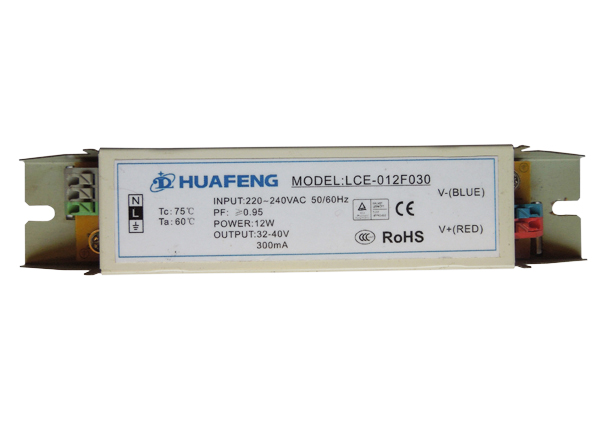 HUAFENG
MODEL:LCE-012F030
N
L
Tc: 75℃
Ta: 60℃
INPUT:220~240VAC 50/60Hz
PF: ≥0.95
POWER:12W
OUTPUT:32-40V
300mA
CCC
RoHS
V-(BLUE)
V+(RED)